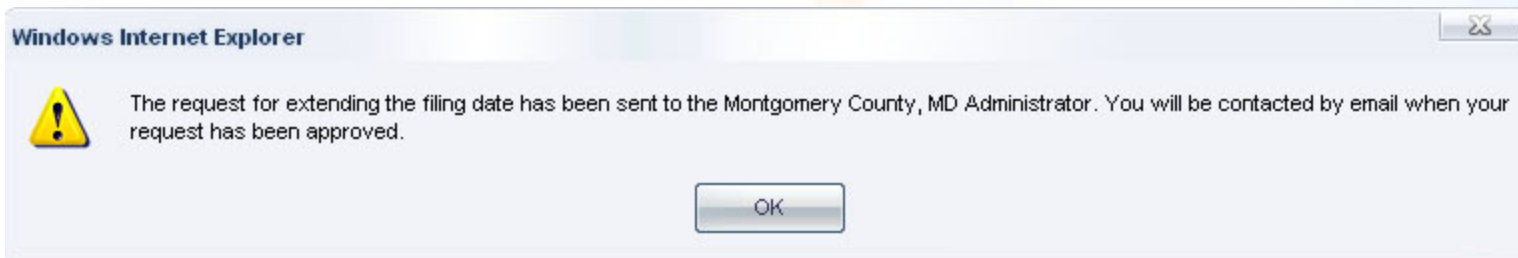 Windows Internet Explorer
The request for extending the filing date has been sent to the Montgomery County, MD Administrator. You will be contacted by email when your
request has been approved.
OK